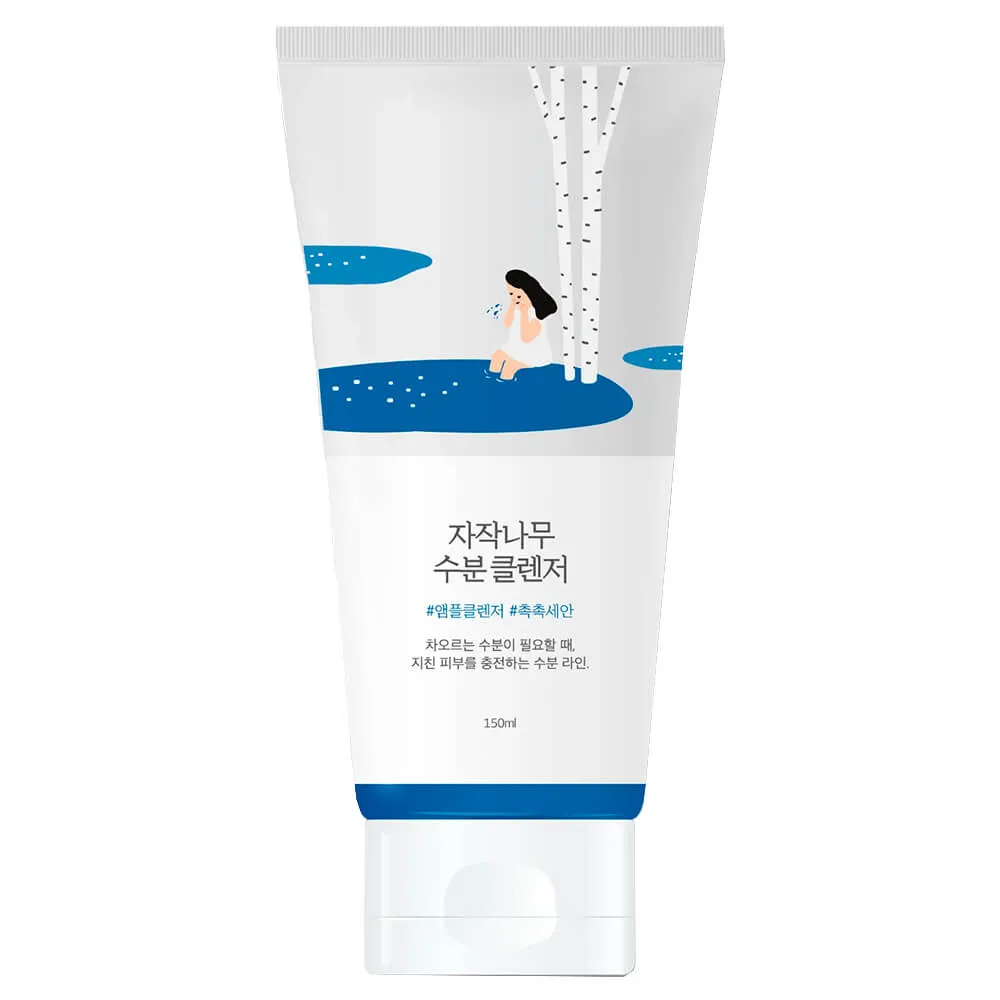 자작나무
수분 클렌저
#앰플클렌저 #촉촉세안
차오르는 수분이 필요할 때,
지친 피부를 충전하는 수분 라인.
150ml